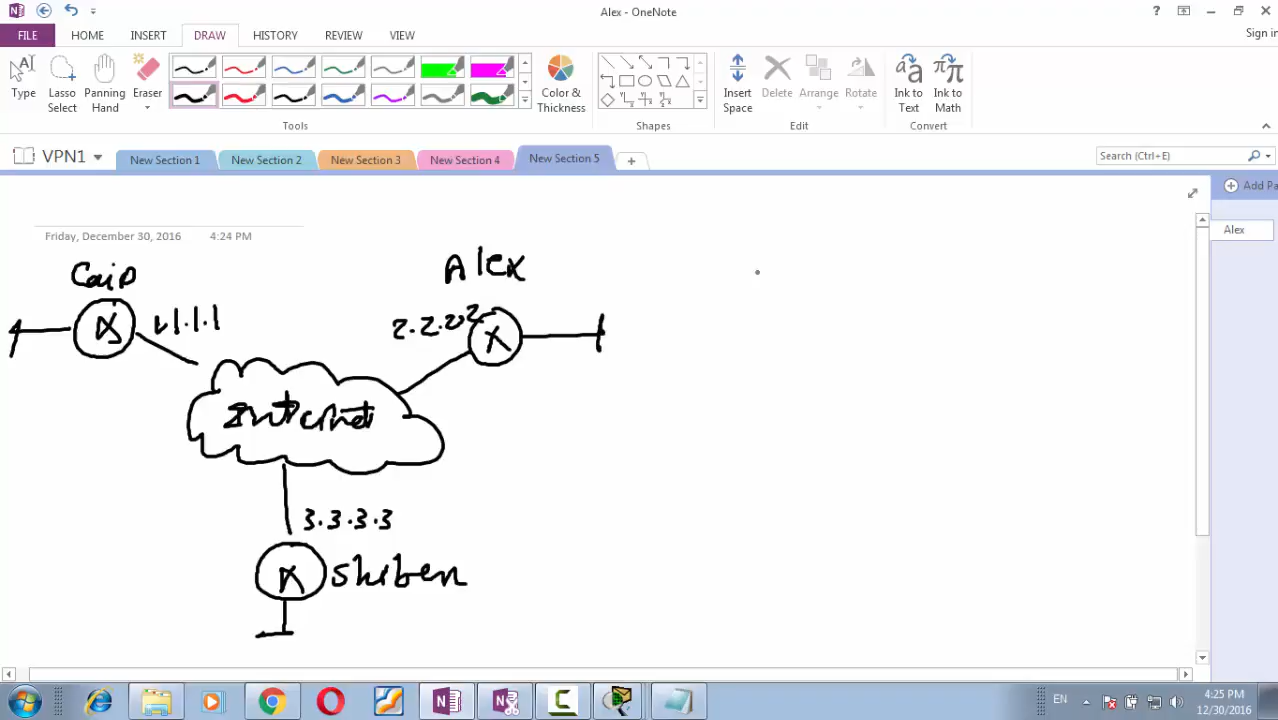 Alex - OneNote
Sign in
FILE HOME INSERT DRAW HISTORY REVIEW VIEW
Type
Lasso Select
Panning Hand
Eraser
Color & Thickness
Insert Space
Delete
Arrange
Rotate
Ink to Text
Ink to Math
Tools
Shapes
Edit
Convert
VPN1
New Section 1
New Section 2
New Section 3
New Section 4
New Section 5
Search (Ctrl+E)
Add Pa
Alex
Friday, December 30, 2016 4:24 PM
Alex
1.1.1
2.2.2.2
Internet
3.3.3.3
Shiben
EN
4:25 PM
12/30/2016